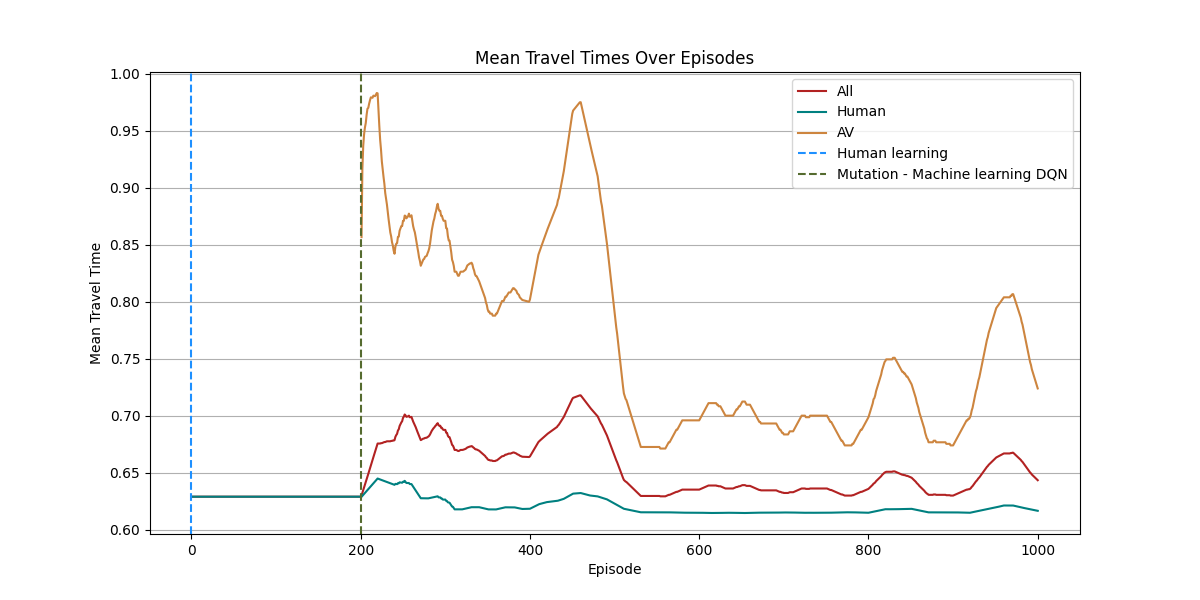 Mean Travel Times Over Episodes
1.00
0.95
0.90
0.85
0.80
0.75
0.70
0.65
0.60
Mean Travel Time
All
Human
AV
Human learning
Mutation - Machine learning DQN
0 200 400 600 800 1000
Episode